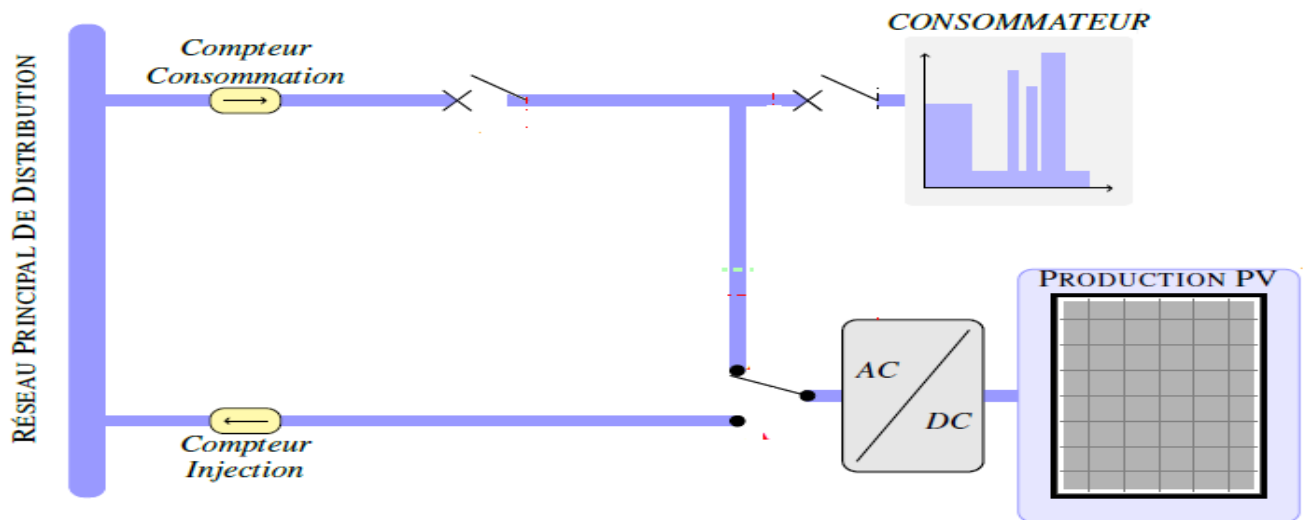 RÉSEAU PRINCIPAL DE DISTRIBUTION
Compteur
Consommation
CONSOMMATEUR
PRODUCTION PV
AC
DC
Compteur
Injection